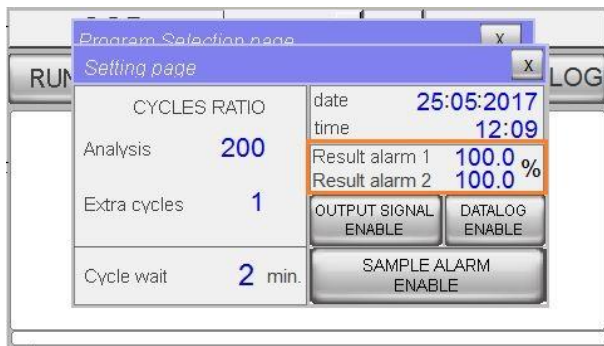 Program Selection page
X
RUN
LOG
Setting page
X
CYCLES RATIO
Analysis 200
Extra cycles 1
Cycle wait 2 min.
date 25:05:2017
time 12:09
Result alarm 1 100.0 %
Result alarm 2 100.0
OUTPUT SIGNAL
ENABLE
DATALOG
ENABLE
SAMPLE ALARM
ENABLE